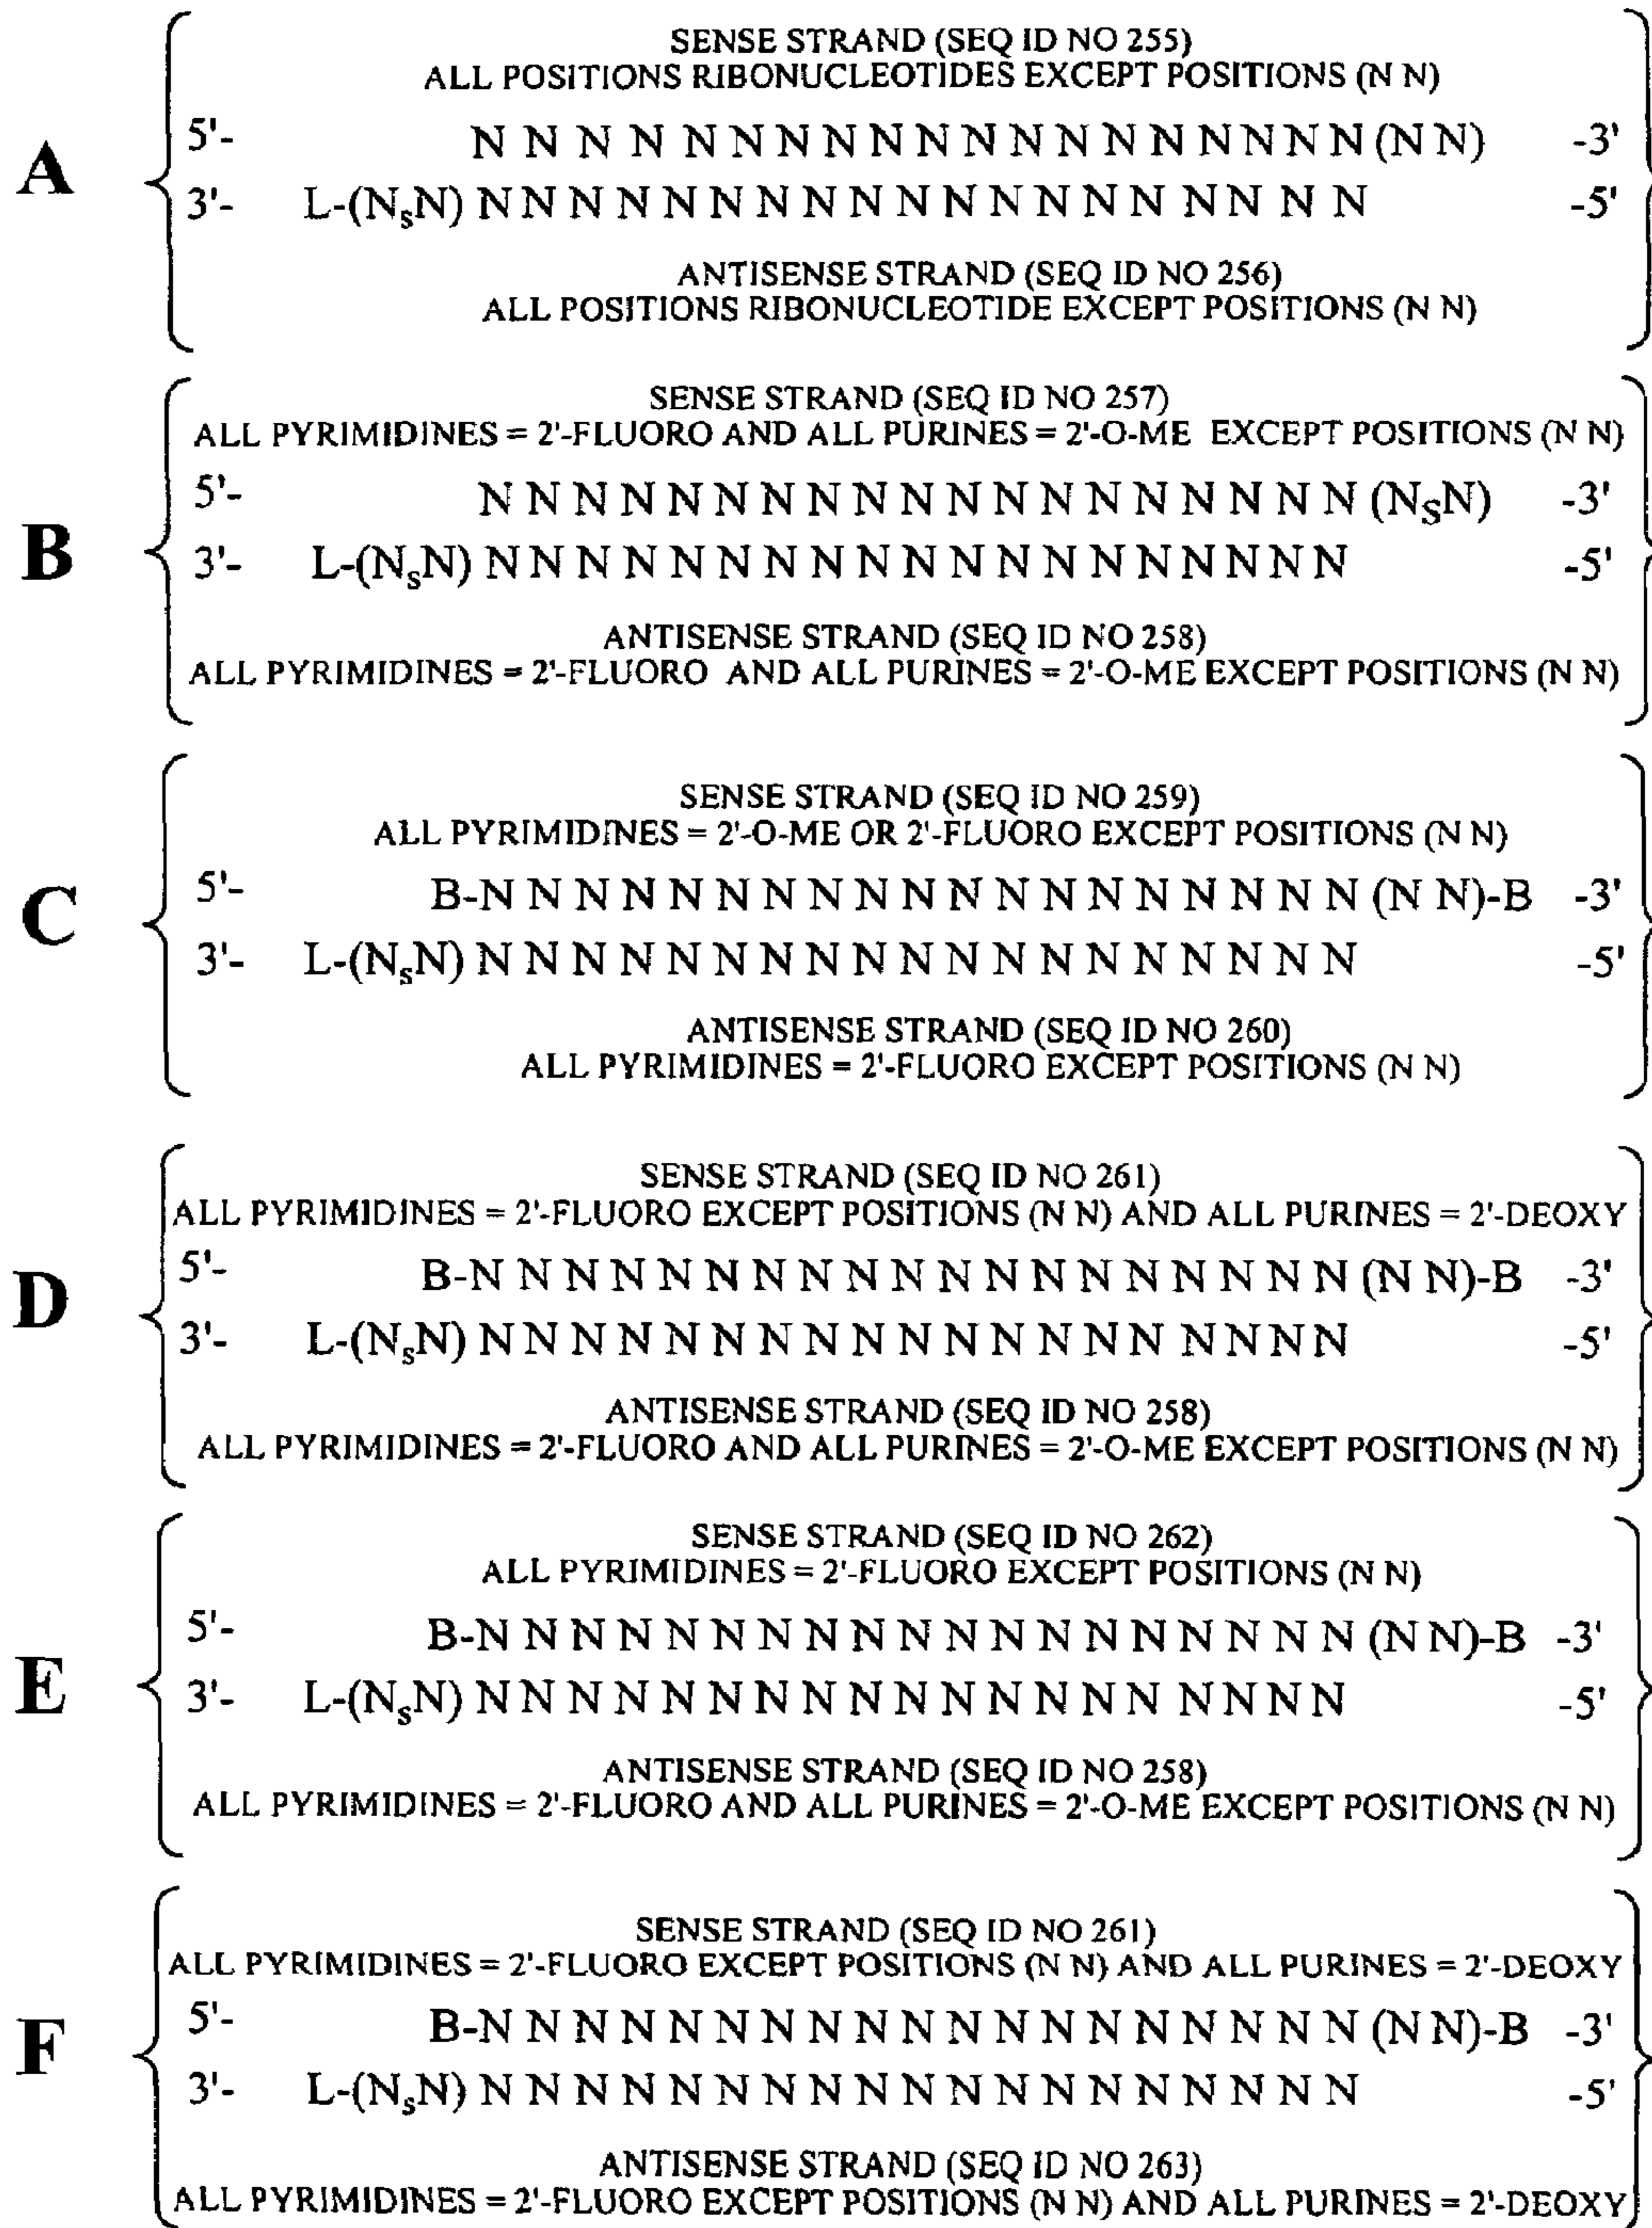 A
SENSE STRAND (SEQ ID NO 255)
ALL POSITIONS RIBONUCLEOTIDES EXCEPT POSITIONS (N N)
5'- N N N N N N N N N N N N N N N N N N N (N N) -3'
3'- L-(NsN) N N N N N N N N N N N N N N N N N N N -5'
ANTISENSE STRAND (SEQ ID NO 256)
ALL POSITIONS RIBONUCLEOTIDE EXCEPT POSITIONS (N N)
B
SENSE STRAND (SEQ ID NO 257)
ALL PYRIMIDINES = 2'-FLUORO AND ALL PURINES = 2'-O-ME EXCEPT POSITIONS (N N)
5'- N N N N N N N N N N N N N N N N N N N (NSN) -3'
3'- L-(NsN) N N N N N N N N N N N N N N N N N N N -5'
ANTISENSE STRAND (SEQ ID NO 258)
ALL PYRIMIDINES = 2'-FLUORO AND ALL PURINES = 2'-O-ME EXCEPT POSITIONS (N N)
C
SENSE STRAND (SEQ ID NO 259)
ALL PYRIMIDINES = 2'-O-ME OR 2'-FLUORO EXCEPT POSITIONS (N N)
5'- B-N N N N N N N N N N N N N N N N N N N (N N)-B -3'
3'- L-(NsN) N N N N N N N N N N N N N N N N N N N -5'
ANTISENSE STRAND (SEQ ID NO 260)
ALL PYRIMIDINES = 2'-FLUORO EXCEPT POSITIONS (N N)
D
SENSE STRAND (SEQ ID NO 261)
ALL PYRIMIDINES = 2'-FLUORO EXCEPT POSITIONS (N N) AND ALL PURINES = 2'-DEOXY
5'- B-N N N N N N N N N N N N N N N N N N N (N N)-B -3'
3'- L-(NsN) N N N N N N N N N N N N N N N N N N N -5'
ANTISENSE STRAND (SEQ ID NO 258)
ALL PYRIMIDINES = 2'-FLUORO AND ALL PURINES = 2'-O-ME EXCEPT POSITIONS (N N)
E
SENSE STRAND (SEQ ID NO 262)
ALL PYRIMIDINES = 2'-FLUORO EXCEPT POSITIONS (N N)
5'- B-N N N N N N N N N N N N N N N N N N N (N N)-B -3'
3'- L-(NsN) N N N N N N N N N N N N N N N N N N N -5'
ANTISENSE STRAND (SEQ ID NO 258)
ALL PYRIMIDINES = 2'-FLUORO AND ALL PURINES = 2'-O-ME EXCEPT POSITIONS (N N)
F
SENSE STRAND (SEQ ID NO 261)
ALL PYRIMIDINES = 2'-FLUORO EXCEPT POSITIONS (N N) AND ALL PURINES = 2'-DEOXY
5'- B-N N N N N N N N N N N N N N N N N N N (N N)-B -3'
3'- L-(NsN) N N N N N N N N N N N N N N N N N N N -5'
ANTISENSE STRAND (SEQ ID NO 263)
ALL PYRIMIDINES = 2'-FLUORO EXCEPT POSITIONS (N N) AND ALL PURINES = 2'-DEOXY